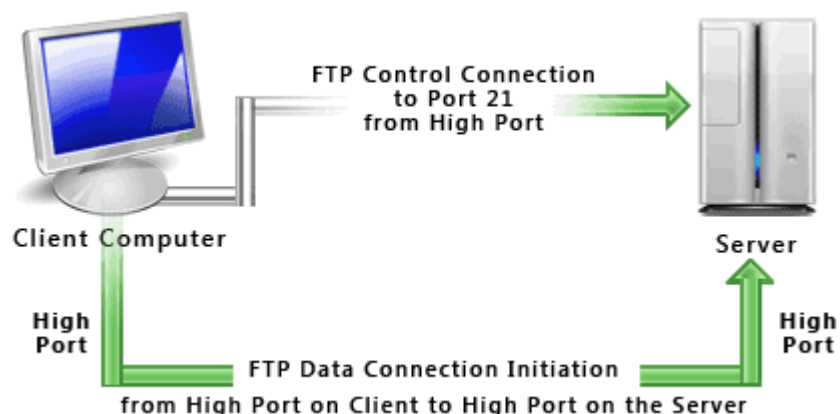 FTP Control Connection
to Port 21
from High Port
Client Computer
Server
High
Port
High
Port
FTP Data Connection Initiation
from High Port on Client to High Port on the Server